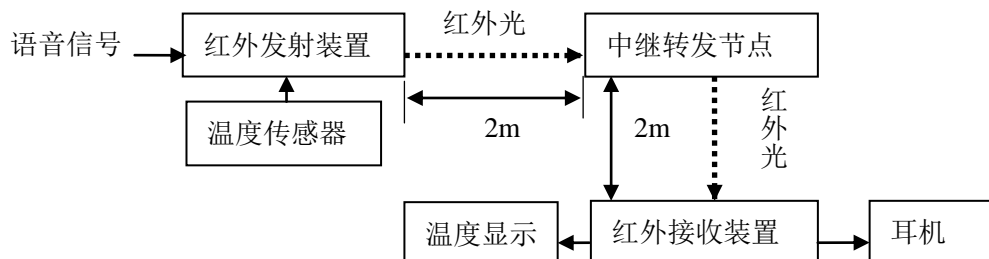 语音信号
红外发射装置
红外光
中继转发节点
温度传感器
2m
2m
红外光
温度显示
红外接收装置
耳机